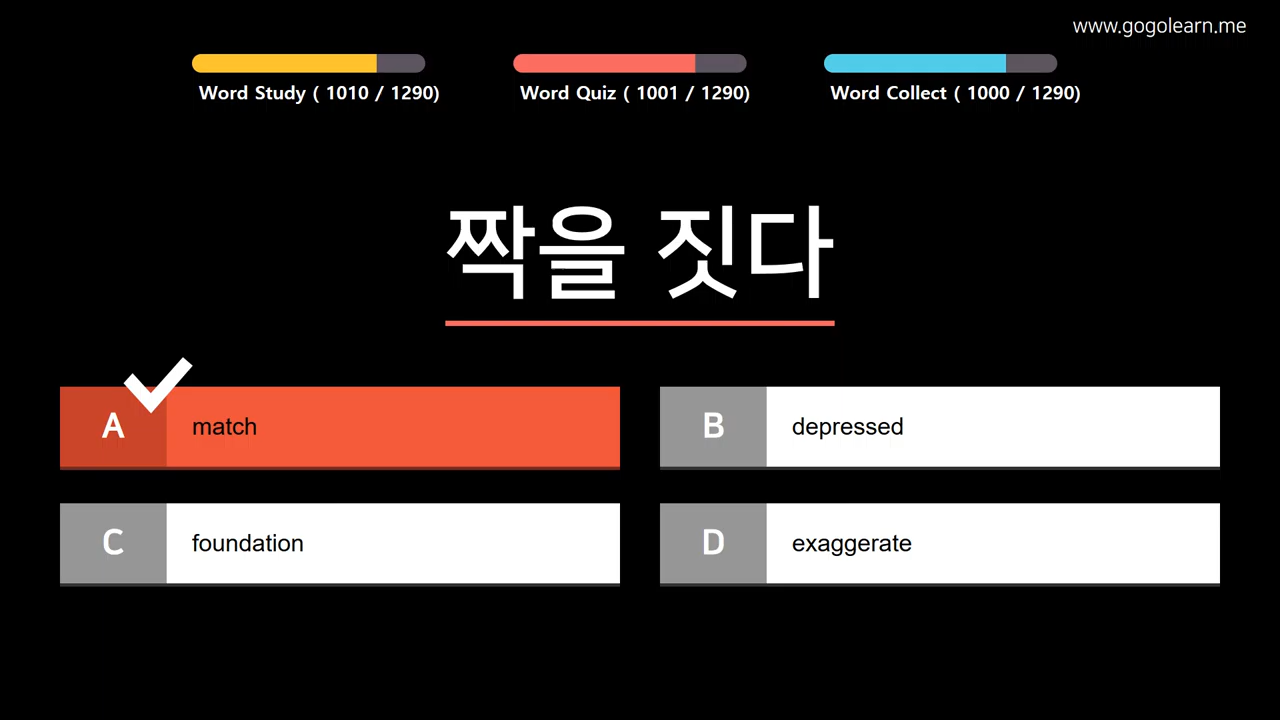 www.gogolearn.me
Word Study ( 1010 / 1290)
Word Quiz ( 1001 / 1290)
Word Collect ( 1000 / 1290)
짝을 짓다
A match
B depressed
C foundation
D exaggerate